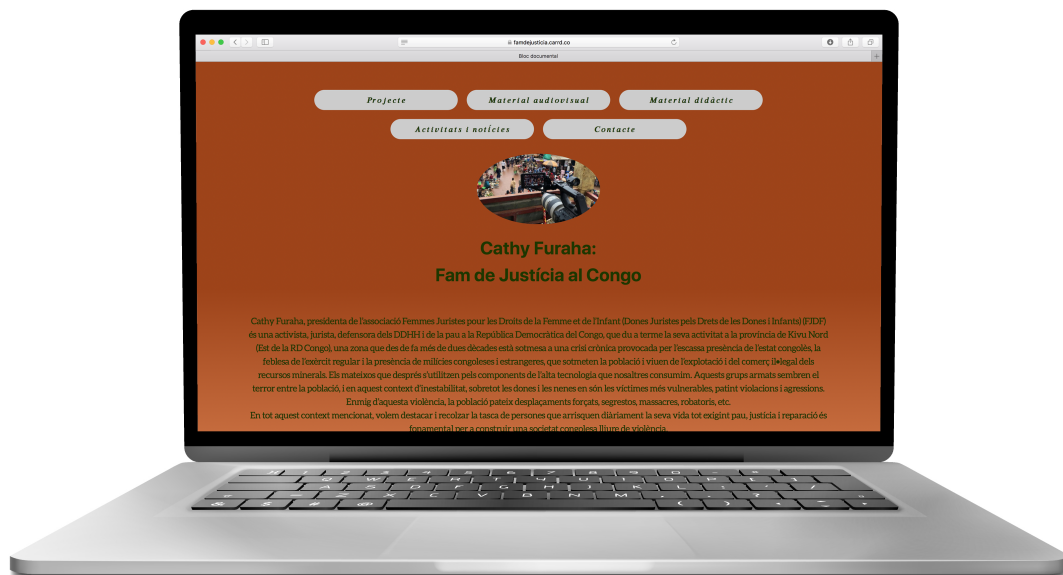 famdejusticia.carrd.co
Bloc documental
Projecte
Material audiovisual
Material didàctic
Activitats i notícies
Contacte
Cathy Furaha:
Fam de Justícia al Congo
Cathy Furaha, presidenta de l'associació Femmes Juristes pour les Droits de la Femme et de l'Infant (Dones Juristes pels Drets de les Dones i Infants) (FJDF)
és una activista, jurista, defensora dels DDHH i de la pau a la República Democràtica del Congo, que du a terme la seva activitat a la província de Kivu Nord
(Est de la RD Congo), una zona que des de fa més de dues dècades està sotmesa a una crisi crònica provocada per l'escassa presència de l'estat congolès, la
feblesa de l'exèrcit regular i la presència de milícies congoleses i estrangeres, que sotmeten la població i viuen de l'explotació i del comerç il•legal dels
recursos minerals. Els mateixos que després s'utilitzen pels components de l'alta tecnologia que nosaltres consumim. Aquests grups armats sembren el
terror entre la població, i en aquest context d'inestabilitat, sobretot les dones i les nenes en són les víctimes més vulnerables, patint violacions i agressions.
Enmig d'aquesta violència, la població pateix desplaçaments forçats, segrestos, massacres, robatoris, etc.
En tot aquest context mencionat, volem destacar i recolzar la tasca de persones que arrisquen diàriament la seva vida tot exigint pau, justícia i reparació és
fonamental per a construir una societat congolesa lliure de violència.